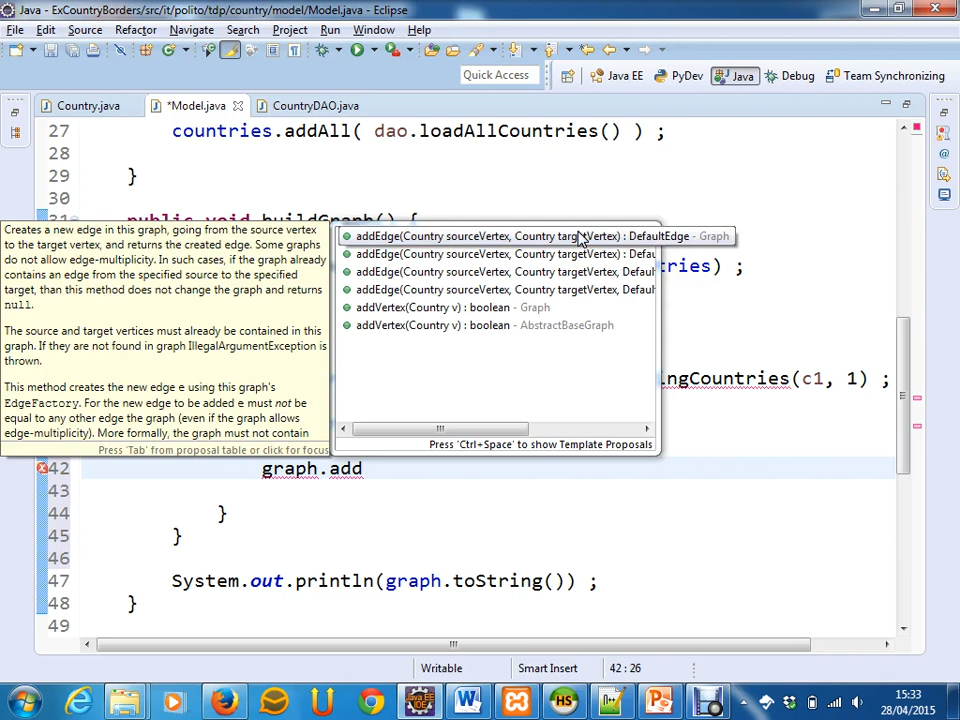 Java - ExCountryBorders/src/it/polito/tdp/country/model/Model.java - Eclipse
File Edit Source Refactor Navigate Search Project Run Window Help
Quick Access
Java EE PyDev Java Debug Team Synchronizing
Country.java *Model.java CountryDAO.java
27 countries.addAll( dao.loadAllCountries() ) ;
28
29 }
30
31 public void buildGraph() {
Creates a new edge in this graph, going from the source vertex
to the target vertex, and returns the created edge. Some graphs
do not allow edge-multiplicity. In such cases, if the graph already
contains an edge from the specified source to the specified
target, than this method does not change the graph and returns
null.
The source and target vertices must already be contained in this
graph. If they are not found in graph IllegalArgumentException is
thrown.
This method creates the new edge e using this graph's
EdgeFactory. For the new edge to be added e must not be
equal to any other edge the graph (even if the graph allows
edge-multiplicity). More formally, the graph must not contain
Press 'Tab' from proposal table or click for focus
addEdge(Country sourceVertex, Country targetVertex) : DefaultEdge - Graph
addEdge(Country sourceVertex, Country targetVertex) : Defau
addEdge(Country sourceVertex, Country targetVertex, Defaul
addEdge(Country sourceVertex, Country targetVertex, Defaul
addVertex(Country v) : boolean - Graph
addVertex(Country v) : boolean - AbstractBaseGraph
Press 'Ctrl+Space' to show Template Proposals
ries) ;
ingCountries(c1, 1) ;
42 graph.add
43
44 }
45 }
46
47 System.out.println(graph.toString()) ;
48 }
49
Writable Smart Insert 42 : 26
15:33
28/04/2015